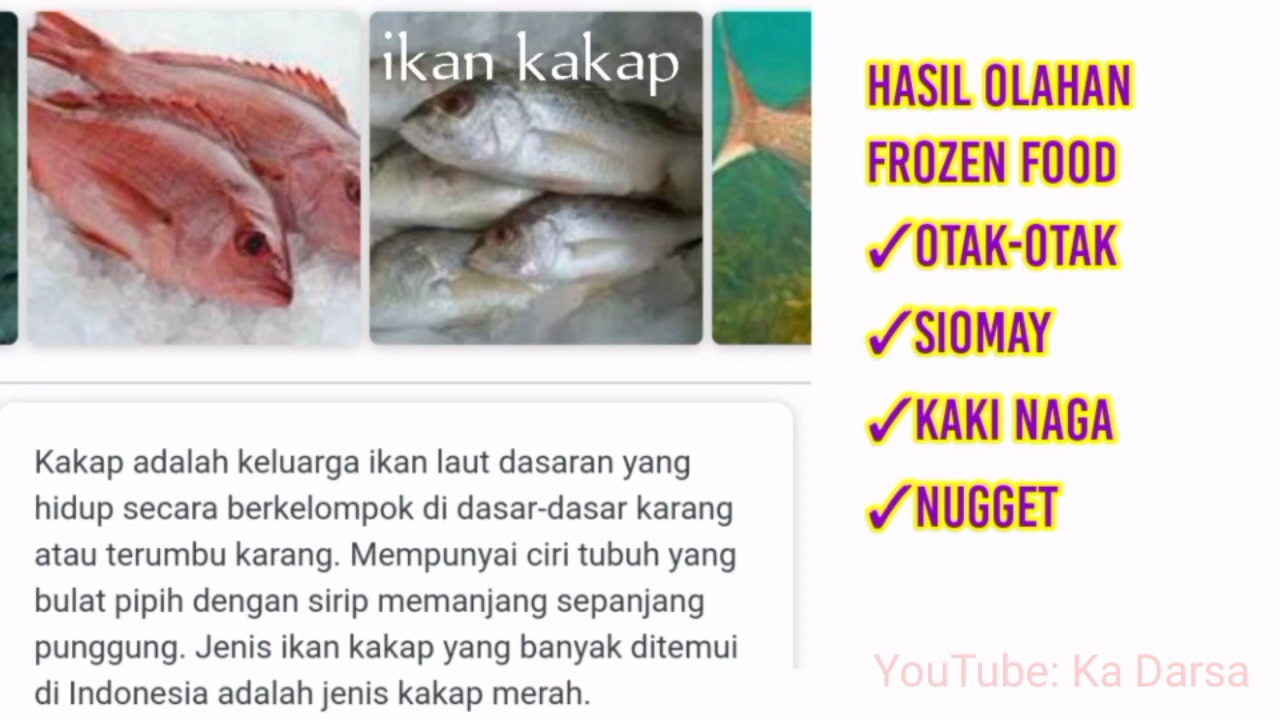 ikan kakap
Kakap adalah keluarga ikan laut dasaran yang
hidup secara berkelompok di dasar-dasar karang
atau terumbu karang. Mempunyai ciri tubuh yang
bulat pipih dengan sirip memanjang sepanjang
punggung. Jenis ikan kakap yang banyak ditemui
di Indonesia adalah jenis kakap merah.
HASIL OLAHAN
FROZEN FOOD
✓OTAK-OTAK
✓SIOMAY
✓KAKI NAGA
✓NUGGET
YouTube: Ka Darsa